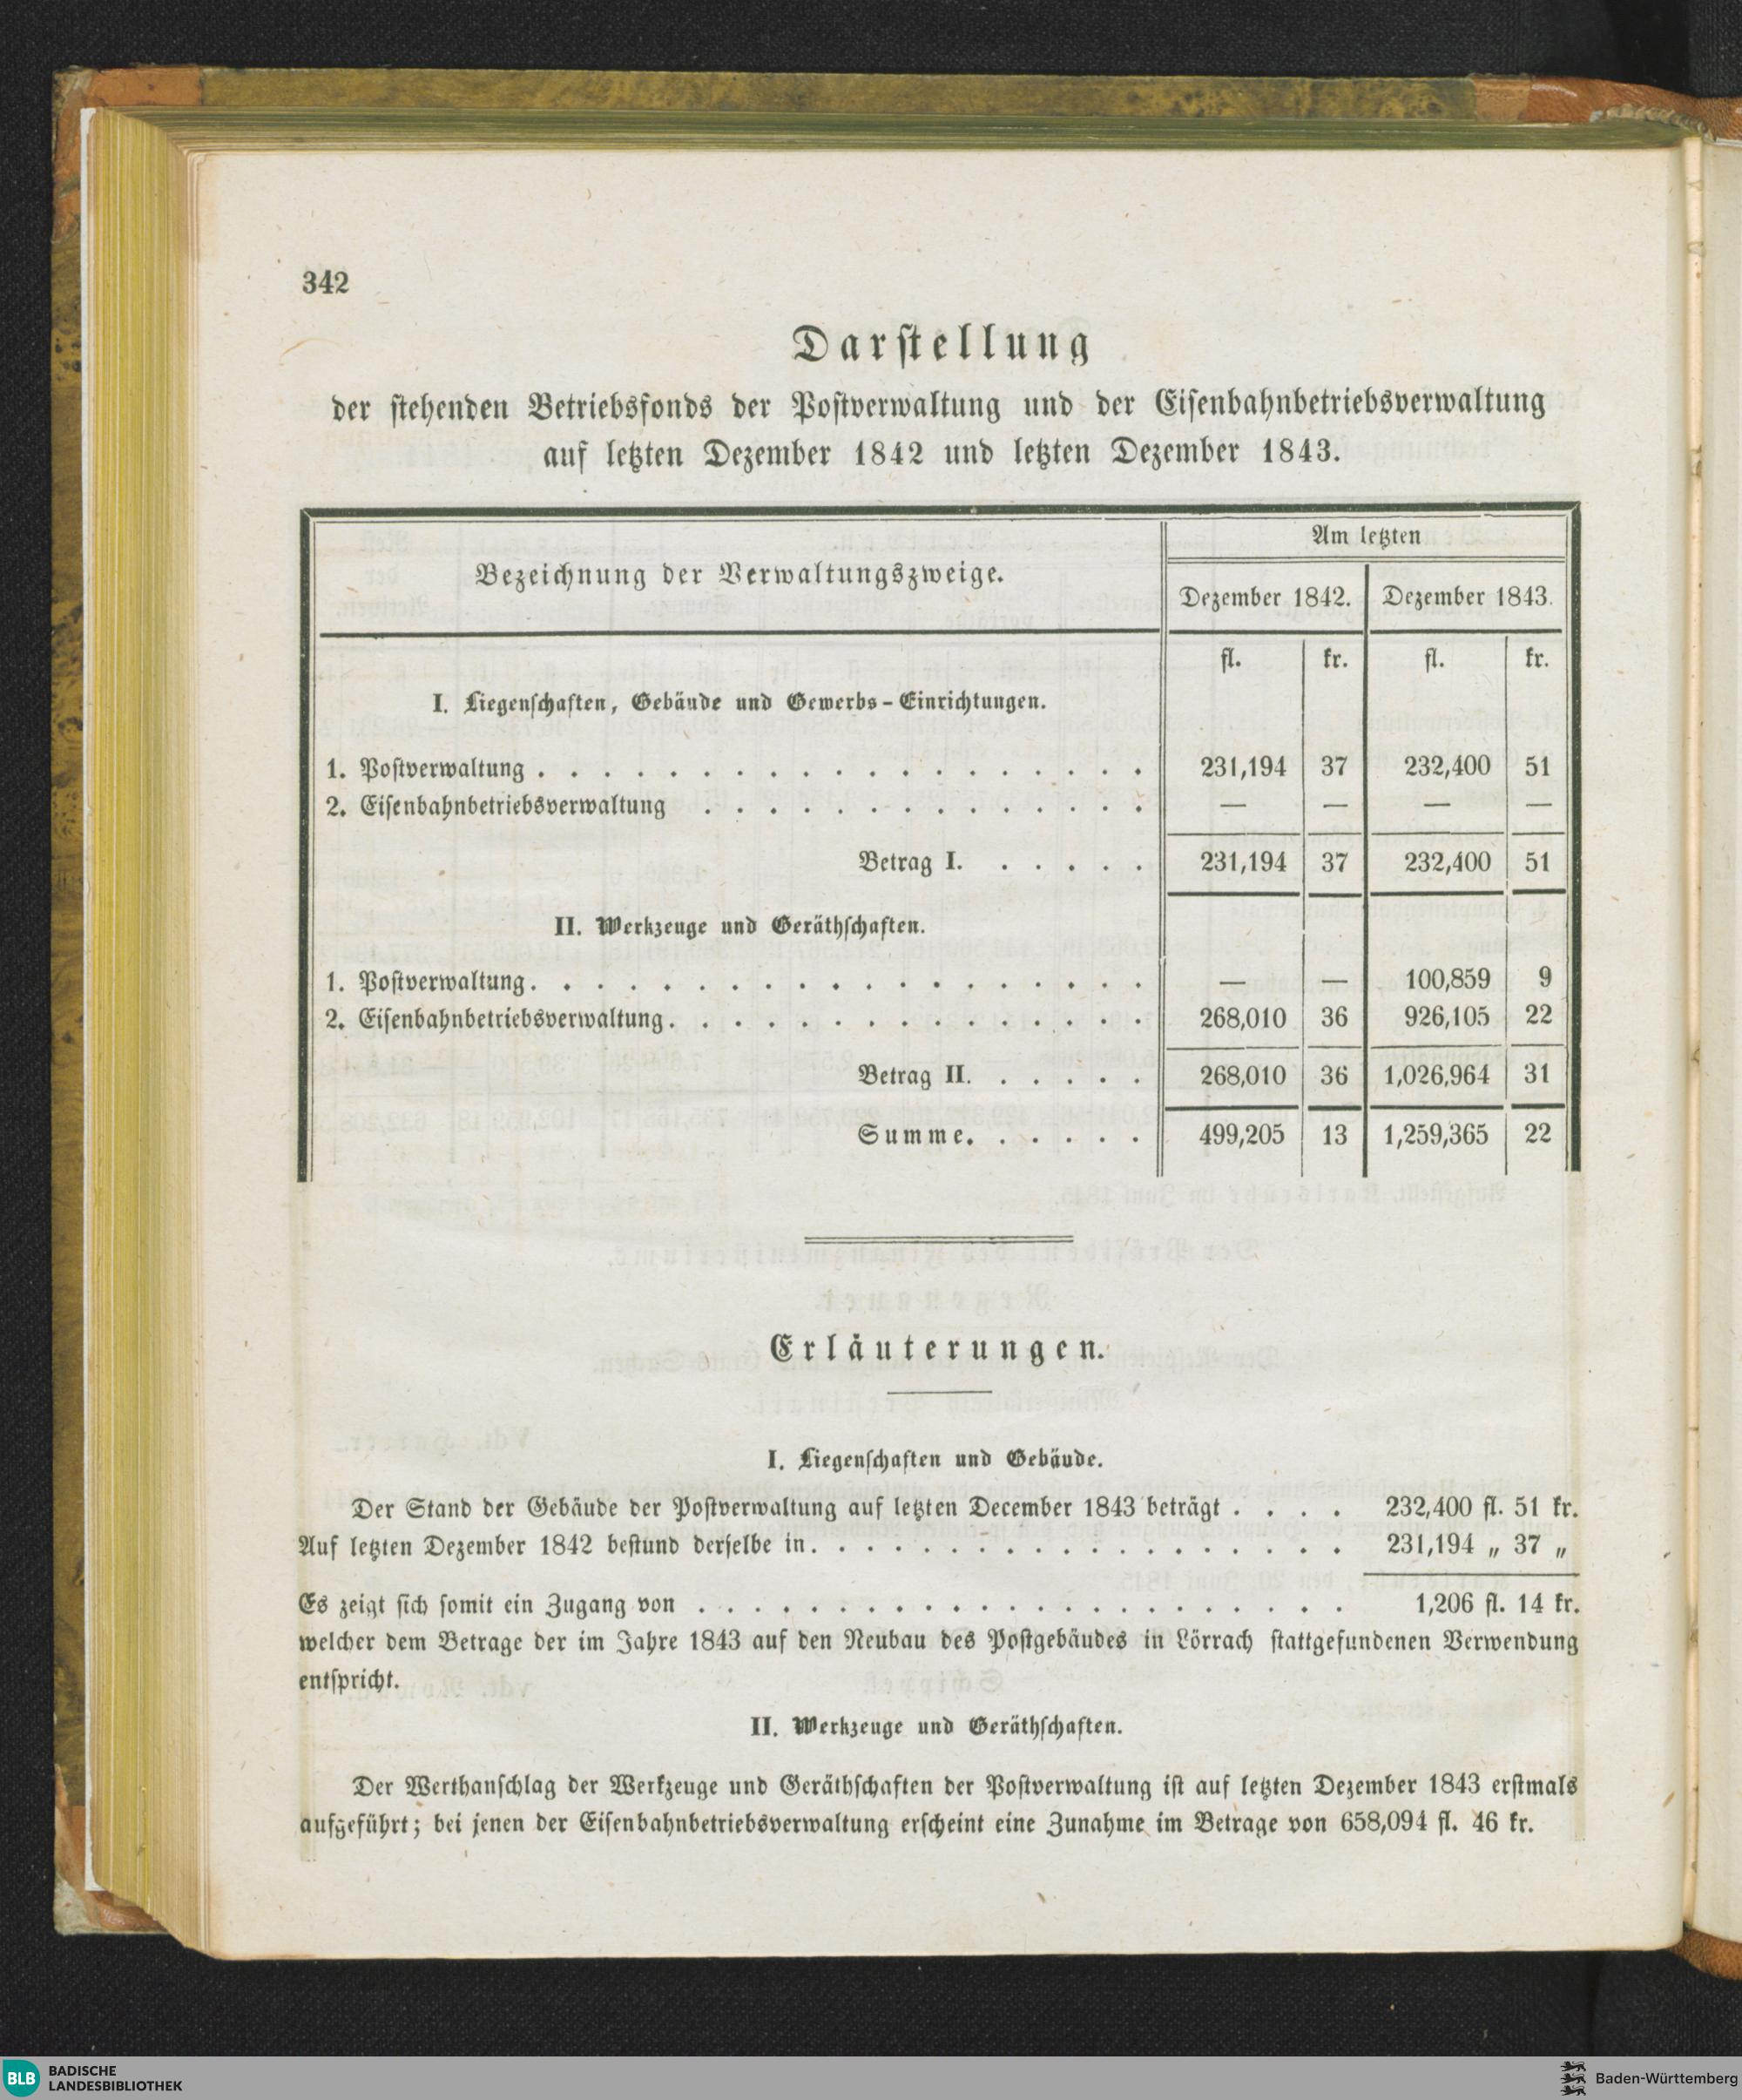 342
Darstellung
der stehenden Betriebsfonds der Postverwaltung und der Eisenbahnbetriebsverwaltung
auf letzten Dezember 1842 und letzten Dezember 1843.
Bezeichnung der Verwaltungszweige.
Am letzten
Dezember 1842. Dezember 1843.
fl. kr. fl. kr.
I. Liegenschaften, Gebäude und Gewerbs-Einrichtungen.
1. Postverwaltung . . . . . . . . . . . . . . . . . . . 231,194 37 232,400 51
2. Eisenbahnbetriebsverwaltung . . . . . . . . . . . . . . — — — —
Betrag I. . . . . . 231,194 37 232,400 51
II. Werkzeuge und Geräthschaften.
1. Postverwaltung. . . . . . . . . . . . . . . . . . . — — 100,859 9
2. Eisenbahnbetriebsverwaltung. . . . . . . . . . . . . . . 268,010 36 926,105 22
Betrag II. . . . . . 268,010 36 1,026,964 31
Summe. . . . . . 499,205 13 1,259,365 22
Erläuterungen.
I. Liegenschaften und Gebäude.
Der Stand der Gebäude der Postverwaltung auf letzten December 1843 beträgt . . . . 232,400 fl. 51 kr.
Auf letzten Dezember 1842 bestund derselbe in. . . . . . . . . . . . . . . . . . . 231,194 „ 37 „
Es zeigt sich somit ein Zugang von . . . . . . . . . . . . . . . . . . . . . . . 1,206 fl. 14 kr.
welcher dem Betrage der im Jahre 1843 auf den Neubau des Postgebäudes in Lörrach stattgefundenen Verwendung
entspricht.
II. Werkzeuge und Geräthschaften.
Der Werthanschlag der Werkzeuge und Geräthschaften der Postverwaltung ist auf letzten Dezember 1843 erstmals
aufgeführt; bei jenen der Eisenbahnbetriebsverwaltung erscheint eine Zunahme im Betrage von 658,094 fl. 46 kr.
BLB BADISCHE
LANDESBIBLIOTHEK
Baden-Württemberg